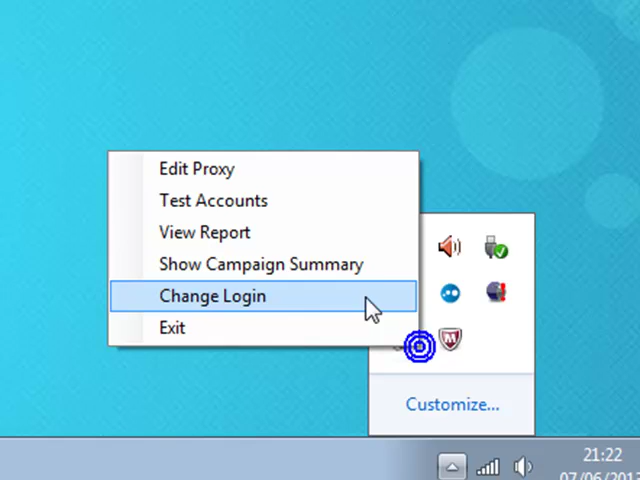 Edit Proxy
Test Accounts
View Report
Show Campaign Summary
Change Login
Exit
Customize...
21:22